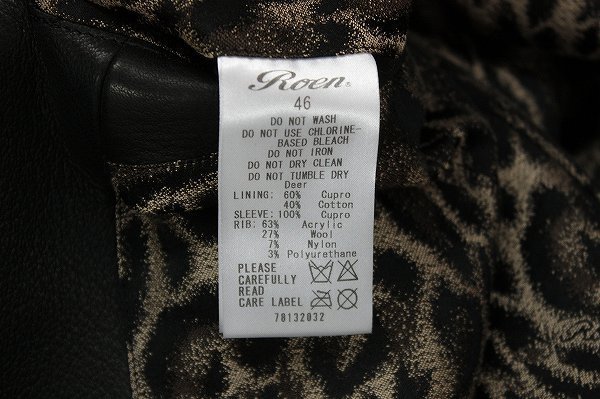 Roen®
46
DO NOT WASH
DO NOT USE CHLORINE-
BASED BLEACH
DO NOT IRON
DO NOT DRY CLEAN
DO NOT TUMBLE DRY
Deer
LINING: 60% Cupro
40% Cotton
SLEEVE: 100% Cupro
RIB: 63% Acrylic
27% Wool
7% Nylon
3% Polyurethane
PLEASE
CAREFULLY
READ
CARE LABEL
78132032